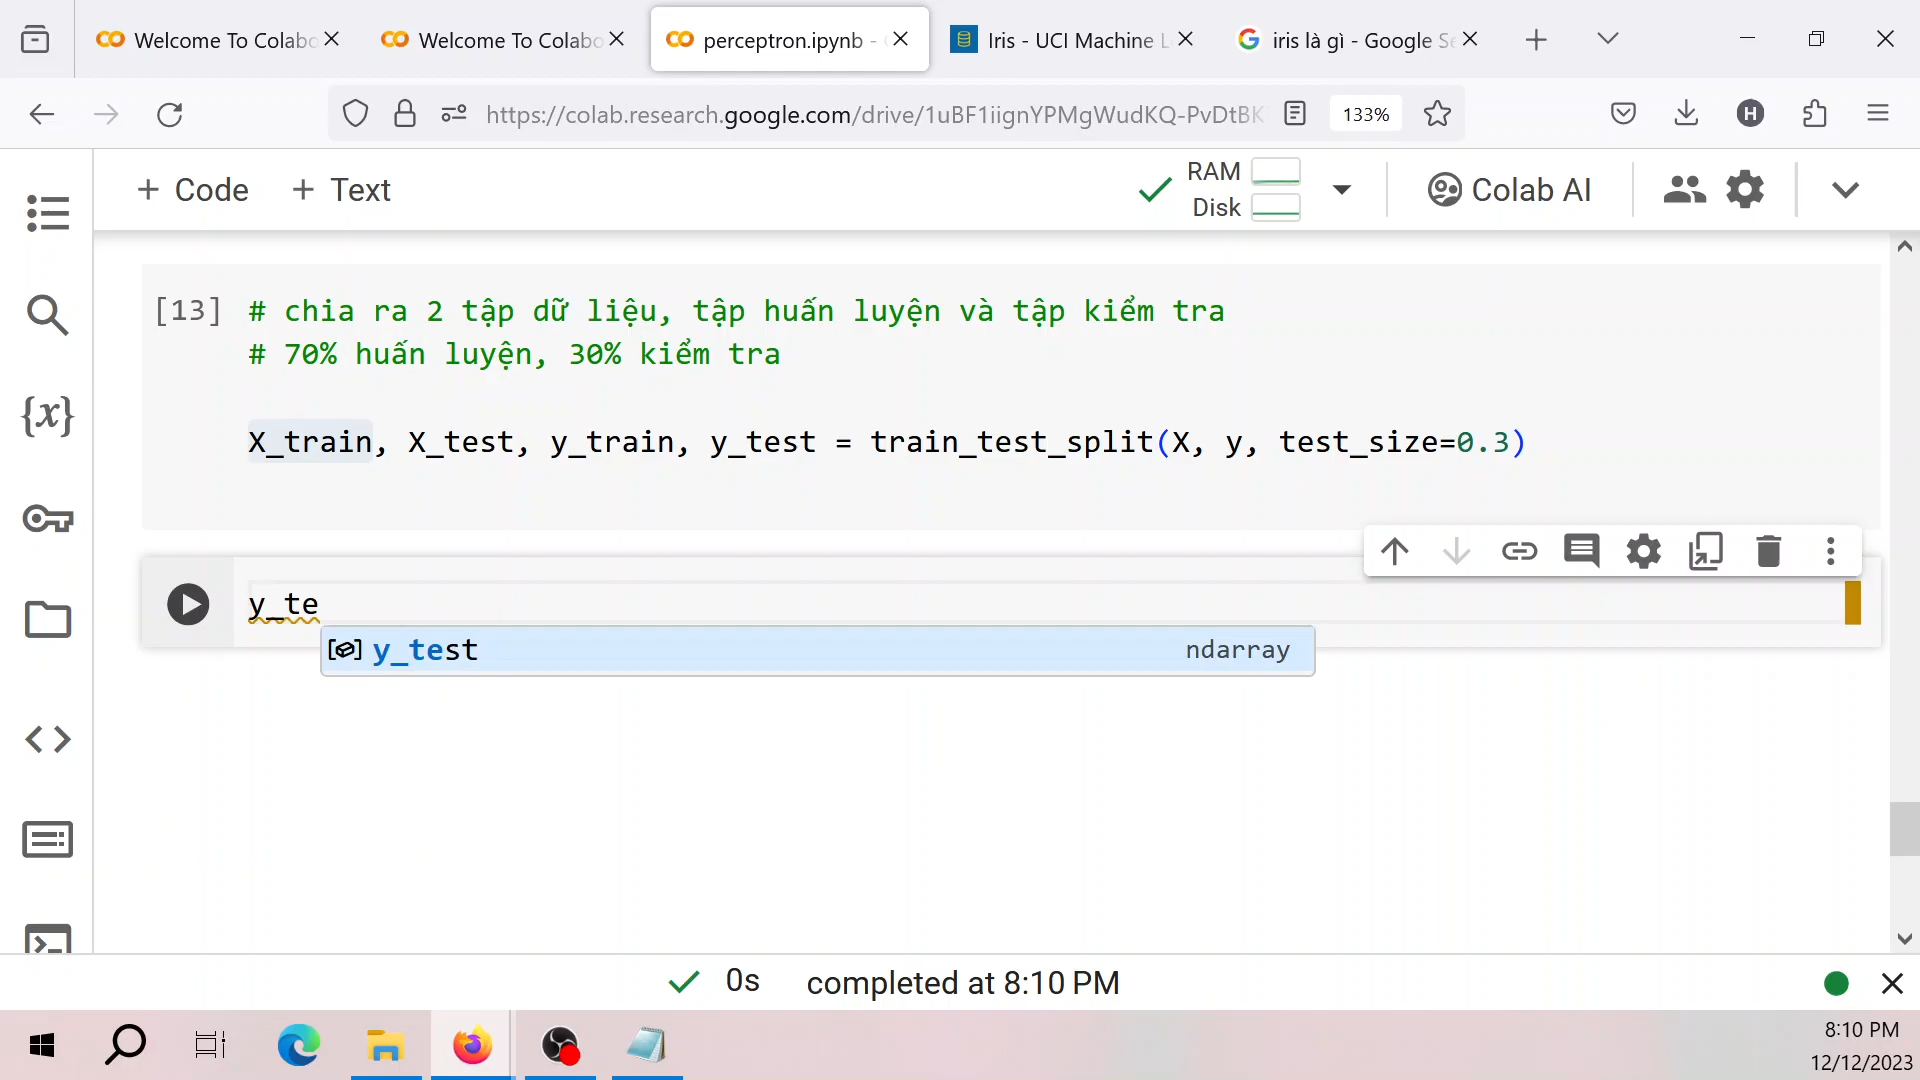 Welcome To Colabo
Welcome To Colabo
perceptron.ipynb -
Iris - UCI Machine
iris là gì - Google Se
https://colab.research.google.com/drive/1uBF1iignYPMgWudKQ-PvDtBK
133%
H
+ Code + Text
RAM
Disk
Colab AI
{x}
[13] # chia ra 2 tập dữ liệu, tập huấn luyện và tập kiểm tra
# 70% huấn luyện, 30% kiểm tra
X_train, X_test, y_train, y_test = train_test_split(X, y, test_size=0.3)
y_te
y_test ndarray
0s completed at 8:10 PM
8:10 PM
12/12/2023